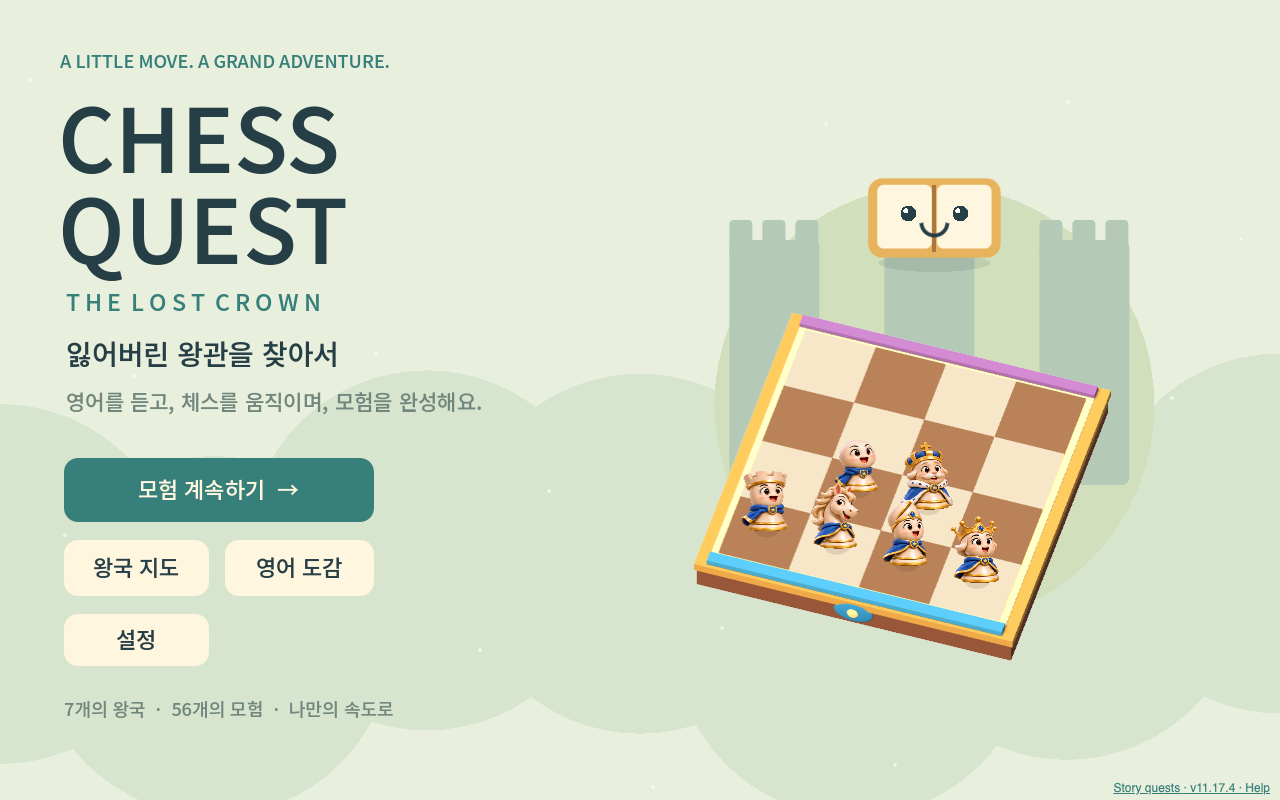 A LITTLE MOVE. A GRAND ADVENTURE.
CHESS
QUEST
THE LOST CROWN
잃어버린 왕관을 찾아서
영어를 듣고, 체스를 움직이며, 모험을 완성해요.
모험 계속하기 →
왕국 지도
영어 도감
설정
7개의 왕국 · 56개의 모험 · 나만의 속도로
Story quests · v11.17.4 · Help